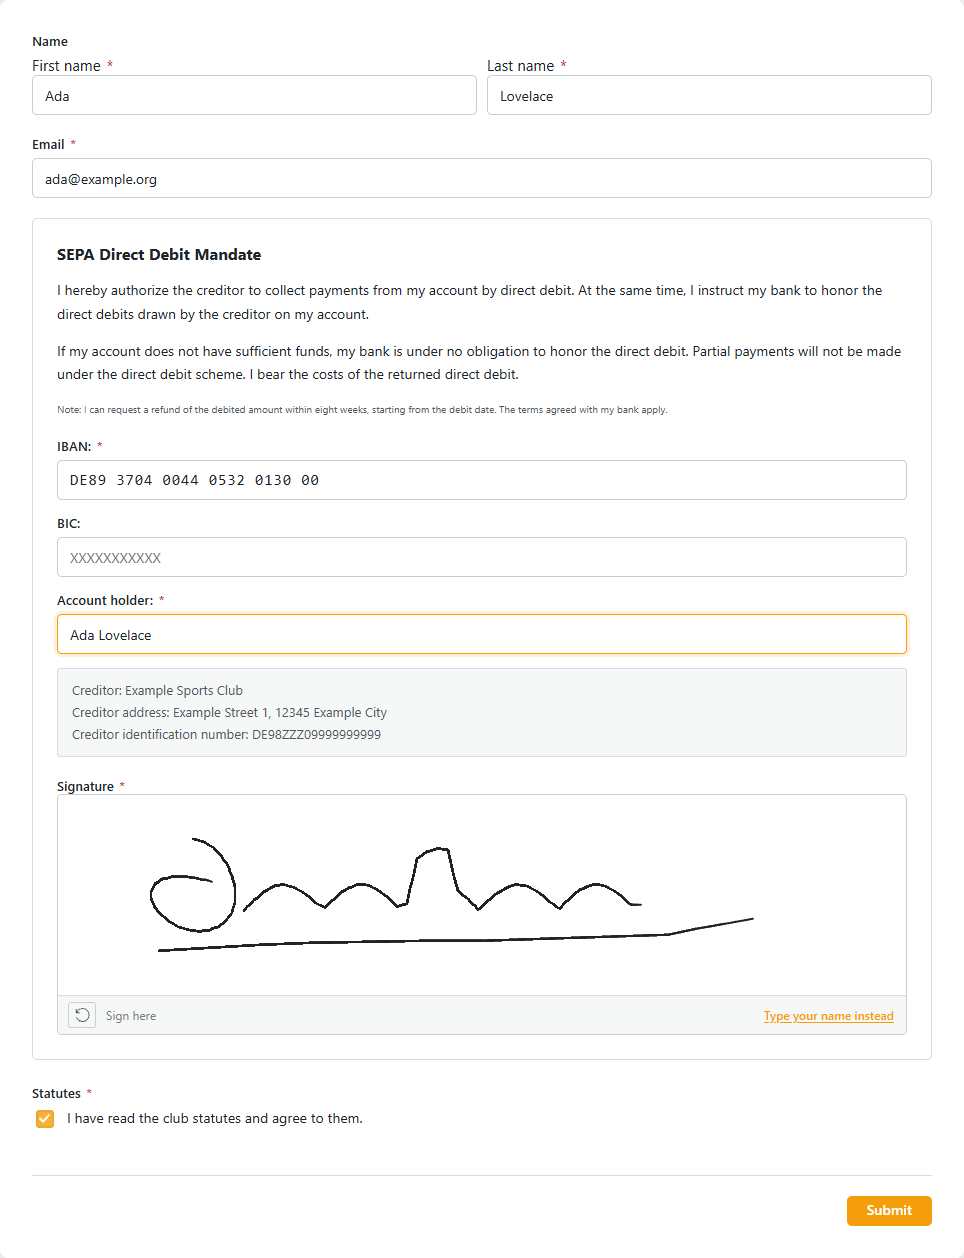 Name
First name *
Last name *
Ada
Lovelace
Email *
ada@example.org
SEPA Direct Debit Mandate
I hereby authorize the creditor to collect payments from my account by direct debit. At the same time, I instruct my bank to honor the
direct debits drawn by the creditor on my account.
If my account does not have sufficient funds, my bank is under no obligation to honor the direct debit. Partial payments will not be made
under the direct debit scheme. I bear the costs of the returned direct debit.
Note: I can request a refund of the debited amount within eight weeks, starting from the debit date. The terms agreed with my bank apply.
IBAN: *
DE89 3704 0044 0532 0130 00
BIC:
XXXXXXXXXXX
Account holder: *
Ada Lovelace
Creditor: Example Sports Club
Creditor address: Example Street 1, 12345 Example City
Creditor identification number: DE98ZZZ09999999999
Signature *
Sign here
Type your name instead
Statutes *
I have read the club statutes and agree to them.
Submit